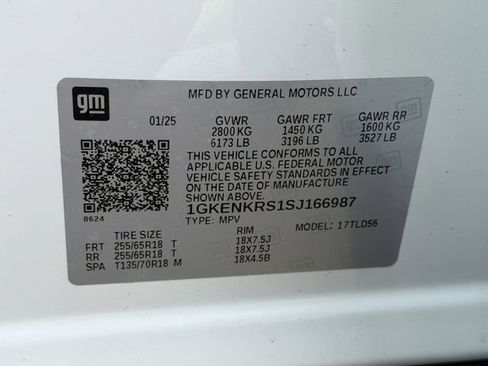 gm
MFD BY GENERAL MOTORS LLC
01/25 GVWR GAWR FRT GAWR RR
2800 KG 1450 KG 1600 KG
6173 LB 3196 LB 3527 LB
THIS VEHICLE CONFORMS TO ALL
APPLICABLE U.S. FEDERAL MOTOR
VEHICLE SAFETY STANDARDS IN EFFECT
ON THE DATE OF MANUFACTURE
SHOWN ABOVE.
1GKENKRS1SJ166987
8624
TYPE: MPV MODEL: 17TLD56
TIRE SIZE RIM
FRT 255/65R18 T 18X7.5J
RR 255/65R18 T 18X7.5J
SPA T135/70R18 M 18X4.5B